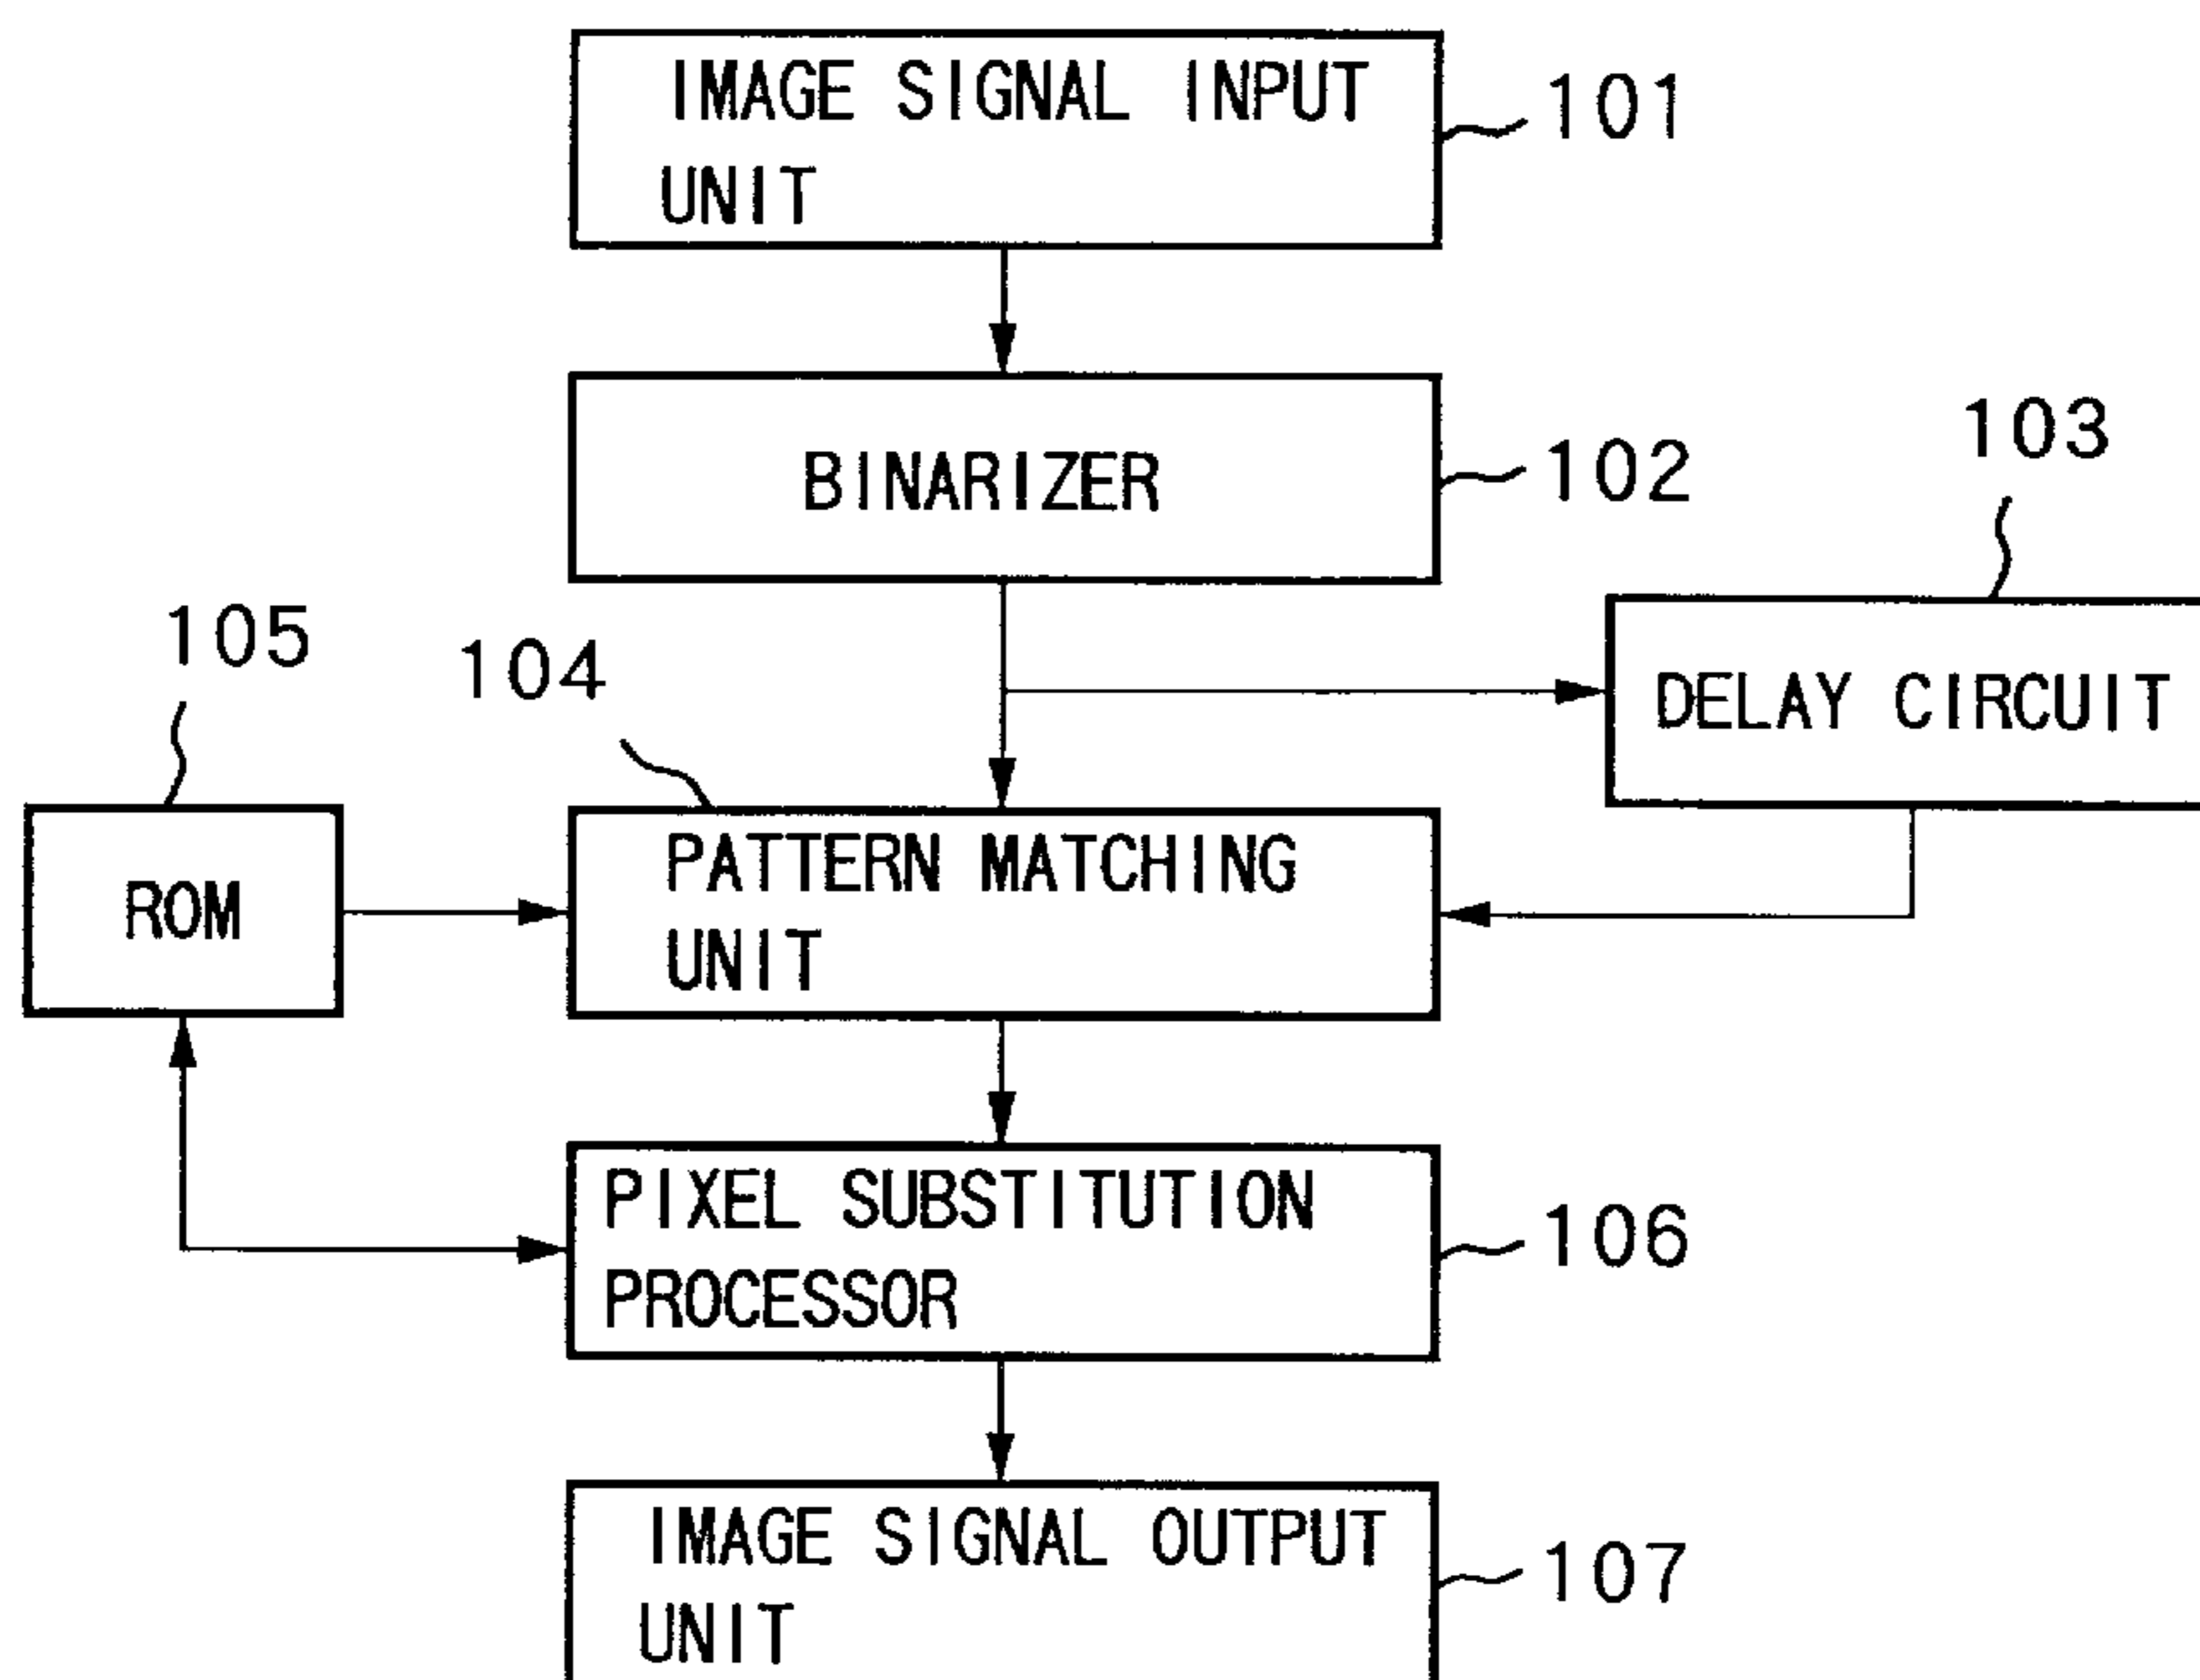 IMAGE SIGNAL INPUT
UNIT
101
BINARIZER
102
103
DELAY CIRCUIT
105
104
ROM
PATTERN MATCHING
UNIT
PIXEL SUBSTITUTION
PROCESSOR
106
IMAGE SIGNAL OUTPUT
UNIT
107